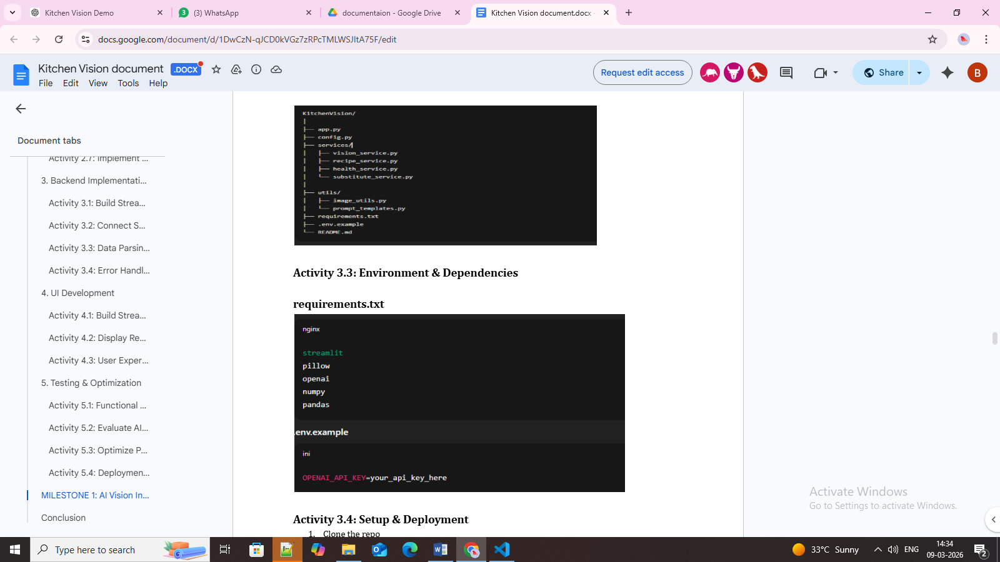 Kitchen Vision Demo
3
(3) WhatsApp
documentaion - Google Drive
Kitchen Vision document.docx -
docs.google.com/document/d/1DwCzN-qJCD0kVGz7zRPcTMLWSJltA75F/edit
Kitchen Vision document
.DOCX
File Edit View Tools Help
Request edit access
Share
B
Document tabs
Activity 2.7: Implement ...
3. Backend Implementati...
Activity 3.1: Build Strea...
Activity 3.2: Connect S...
Activity 3.3: Data Parsin...
Activity 3.4: Error Handl...
4. UI Development
Activity 4.1: Build Strea...
Activity 4.2: Display Re...
Activity 4.3: User Exper...
5. Testing & Optimization
Activity 5.1: Functional ...
Activity 5.2: Evaluate AI...
Activity 5.3: Optimize P...
Activity 5.4: Deploymen...
MILESTONE 1: AI Vision In...
Conclusion
KitchenVision/
│
├── app.py
├── config.py
├── services/
│ ├── vision_service.py
│ ├── recipe_service.py
│ ├── health_service.py
│ └── substitute_service.py
│
├── utils/
│ ├── image_utils.py
│ └── prompt_templates.py
├── requirements.txt
├── .env.example
└── README.md
Activity 3.3: Environment & Dependencies
requirements.txt
nginx
streamlit
pillow
openai
numpy
pandas
.env.example
ini
OPENAI_API_KEY=your_api_key_here
Activity 3.4: Setup & Deployment
1. Clone the repo
Activate Windows
Go to Settings to activate Windows.
Type here to search
33°C Sunny
ENG
14:34
09-03-2026
2